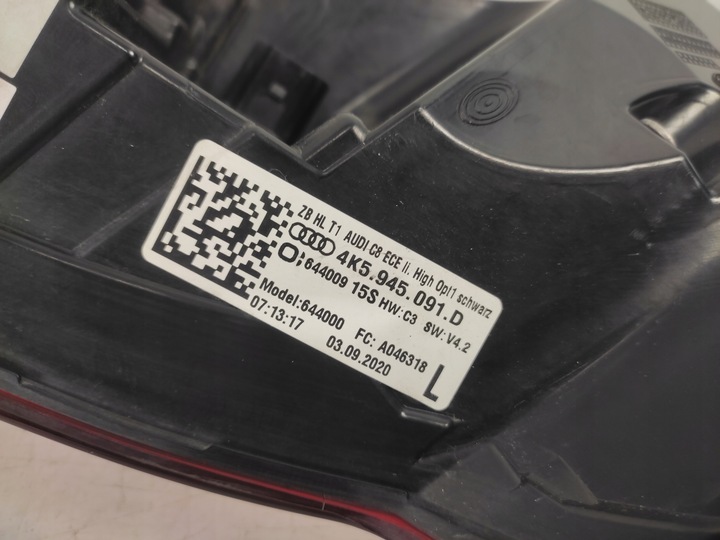 ZB HL T1 AUDI C8 ECE li. High Opt1 schwarz
4K5.945.091.D
644009 15S HW:C3 SW:V4.2
Model:644000 FC: A046318
07:13:17 03.09.2020 L